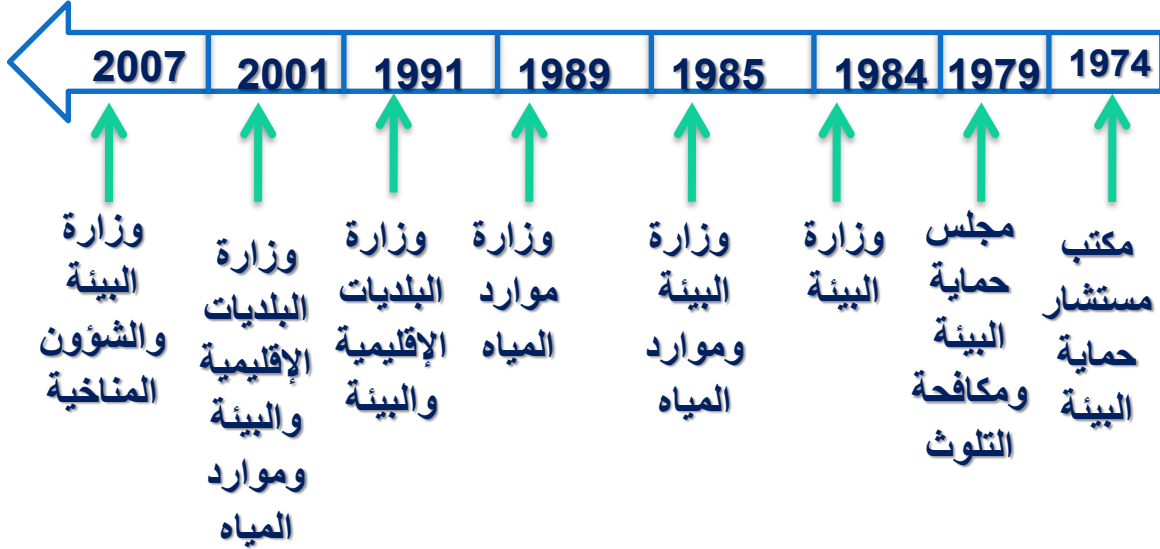 1974
1979
1984
1985
1989
1991
2001
2007
مكتب
مستشار
حماية
البيئة
مجلس
حماية
البيئة
ومكافحة
التلوث
وزارة
البيئة
وزارة
البيئة
وموارد
المياه
وزارة
موارد
المياه
وزارة
البلديات
الإقليمية
والبيئة
وزارة
البلديات
الإقليمية
والبيئة
وموارد
المياه
وزارة
البيئة
والشؤون
المناخية